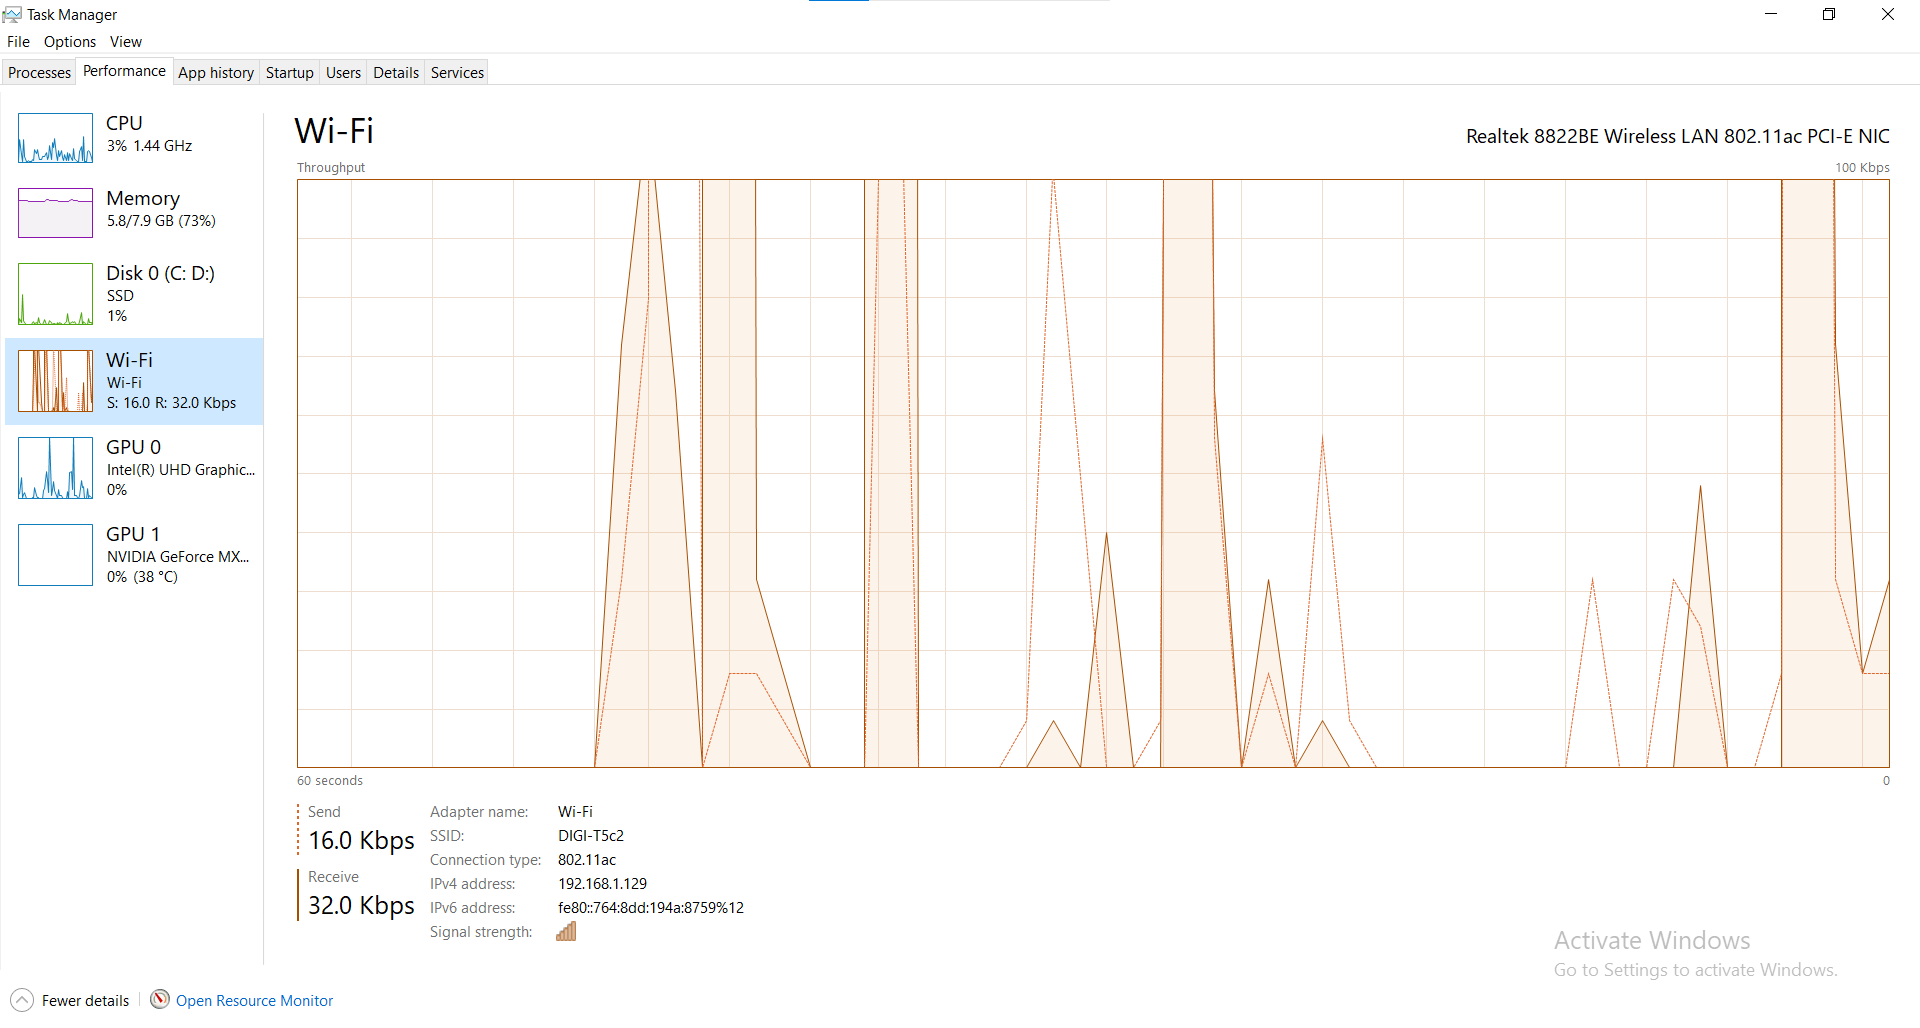 Task Manager
File Options View
Processes Performance App history Startup Users Details Services
CPU
3% 1.44 GHz
Memory
5.8/7.9 GB (73%)
Disk 0 (C: D:)
SSD
1%
Wi-Fi
Wi-Fi
S: 16.0 R: 32.0 Kbps
GPU 0
Intel(R) UHD Graphic...
0%
GPU 1
NVIDIA GeForce MX...
0% (38 °C)
Wi-Fi
Realtek 8822BE Wireless LAN 802.11ac PCI-E NIC
Throughput
100 Kbps
60 seconds
0
Send
16.0 Kbps
Receive
32.0 Kbps
Adapter name: Wi-Fi
SSID: DIGI-T5c2
Connection type: 802.11ac
IPv4 address: 192.168.1.129
IPv6 address: fe80::764:8dd:194a:8759%12
Signal strength:
Activate Windows
Go to Settings to activate Windows.
Fewer details
Open Resource Monitor